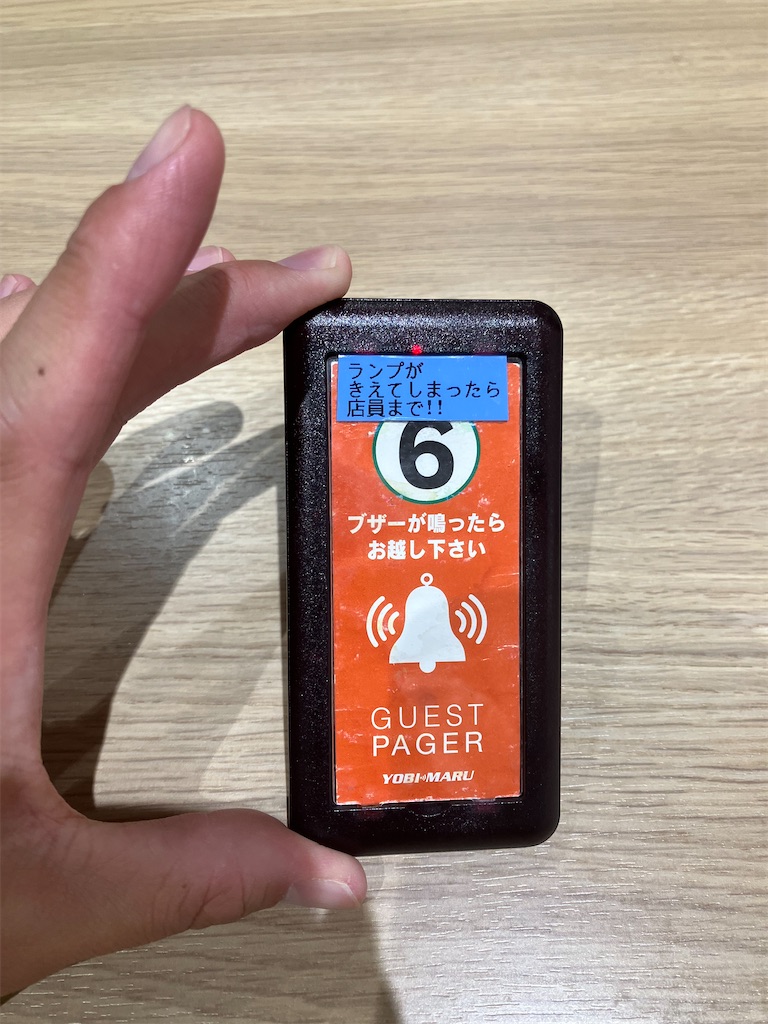 ランプが
きえてしまったら
店員まで!!
6
ブザーが鳴ったら
お越し下さい
GUEST
PAGER
YOBI-MARU